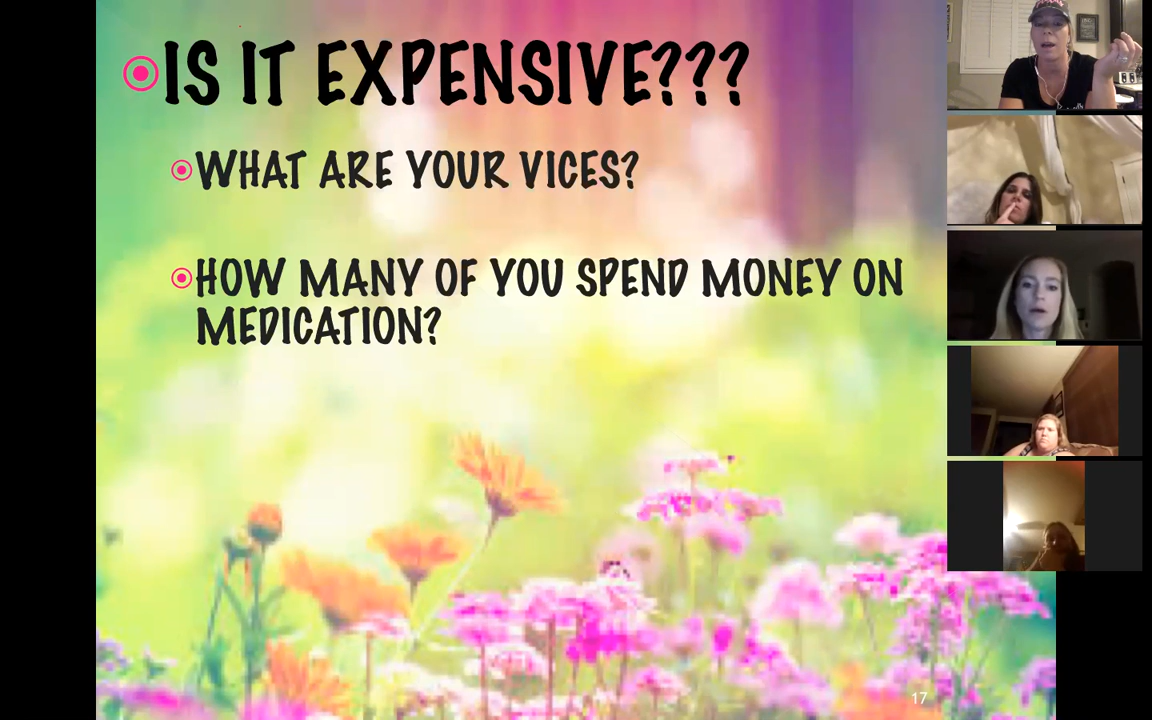 IS IT EXPENSIVE???
WHAT ARE YOUR VICES?
HOW MANY OF YOU SPEND MONEY ON
MEDICATION?
17